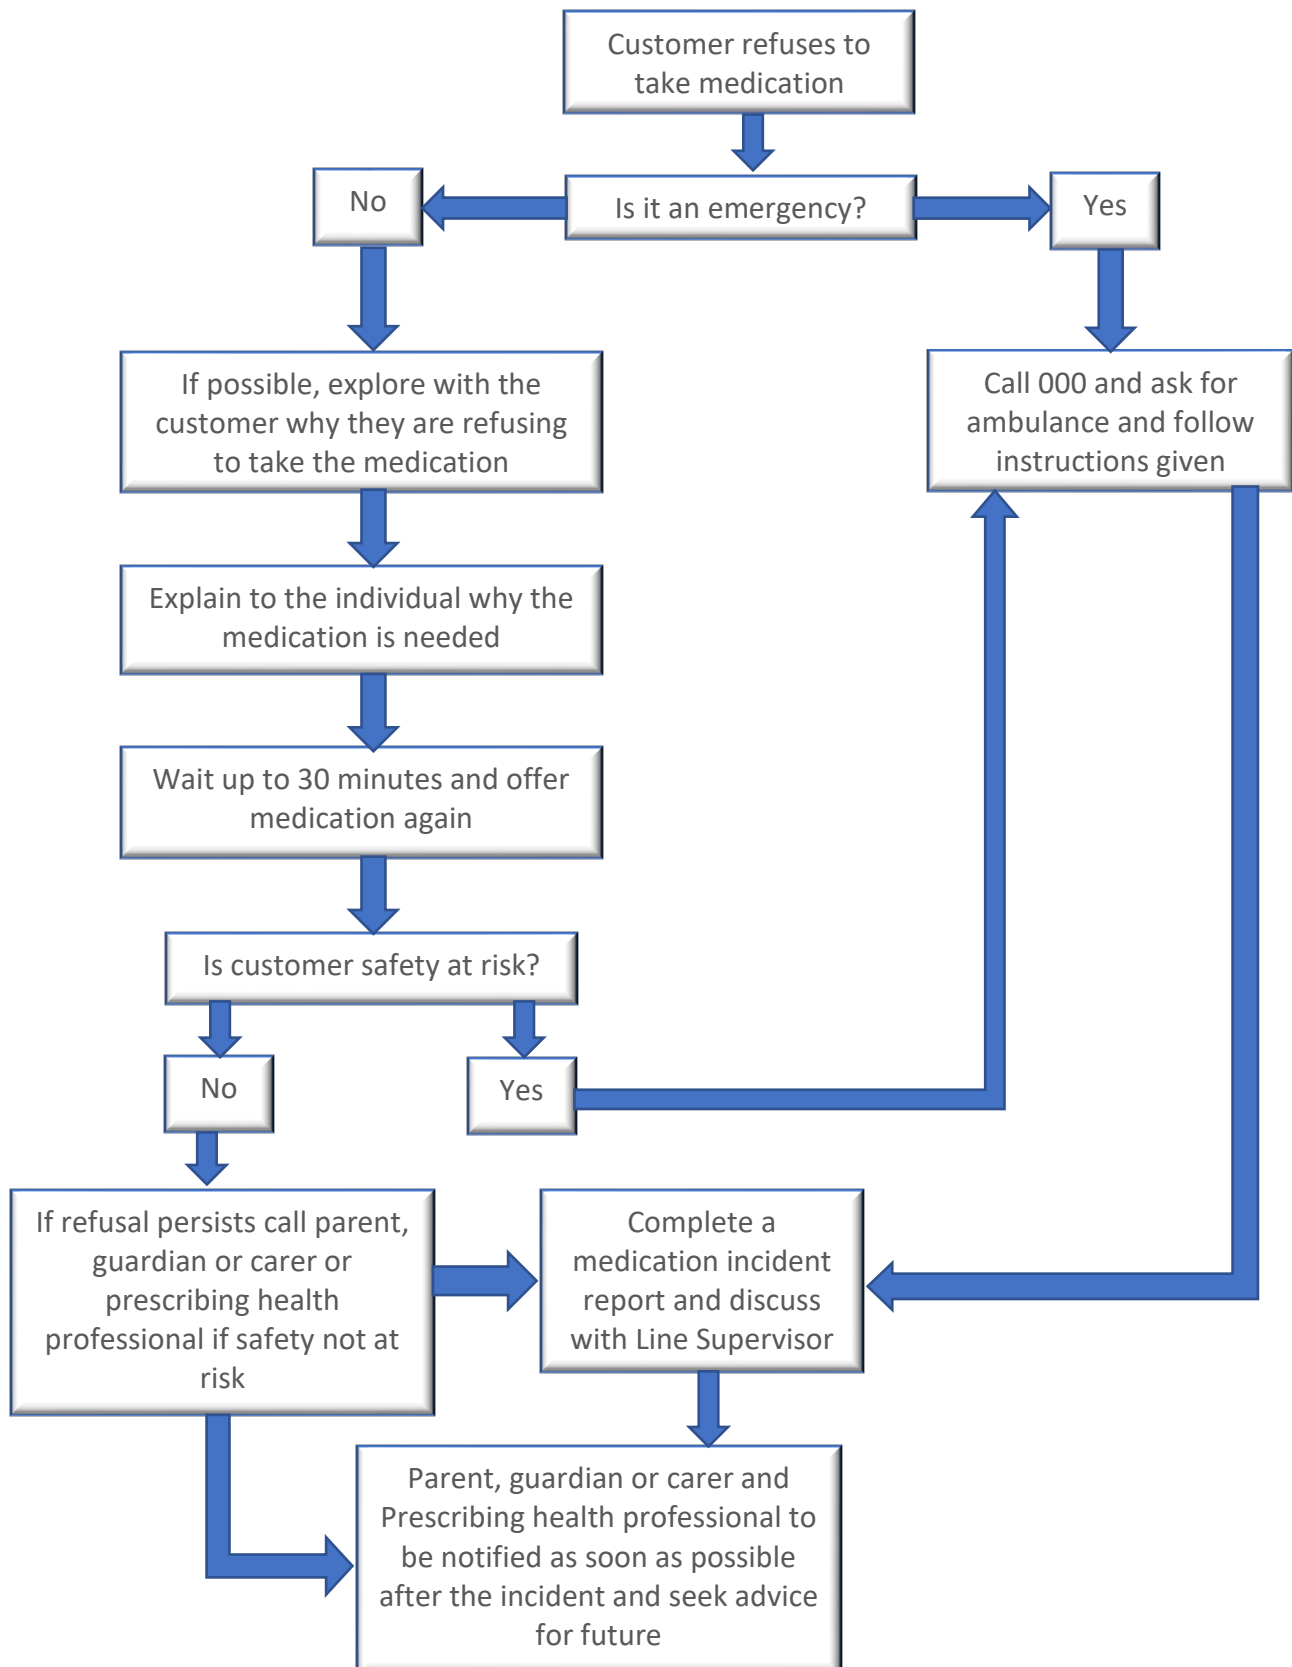 Customer refuses to
take medication
No
Is it an emergency?
Yes
If possible, explore with the
customer why they are refusing
to take the medication
Call 000 and ask for
ambulance and follow
instructions given
Explain to the individual why the
medication is needed
Wait up to 30 minutes and offer
medication again
Is customer safety at risk?
No
Yes
If refusal persists call parent,
guardian or carer or
prescribing health
professional if safety not at
risk
Complete a
medication incident
report and discuss
with Line Supervisor
Parent, guardian or carer and
Prescribing health professional to
be notified as soon as possible
after the incident and seek advice
for future